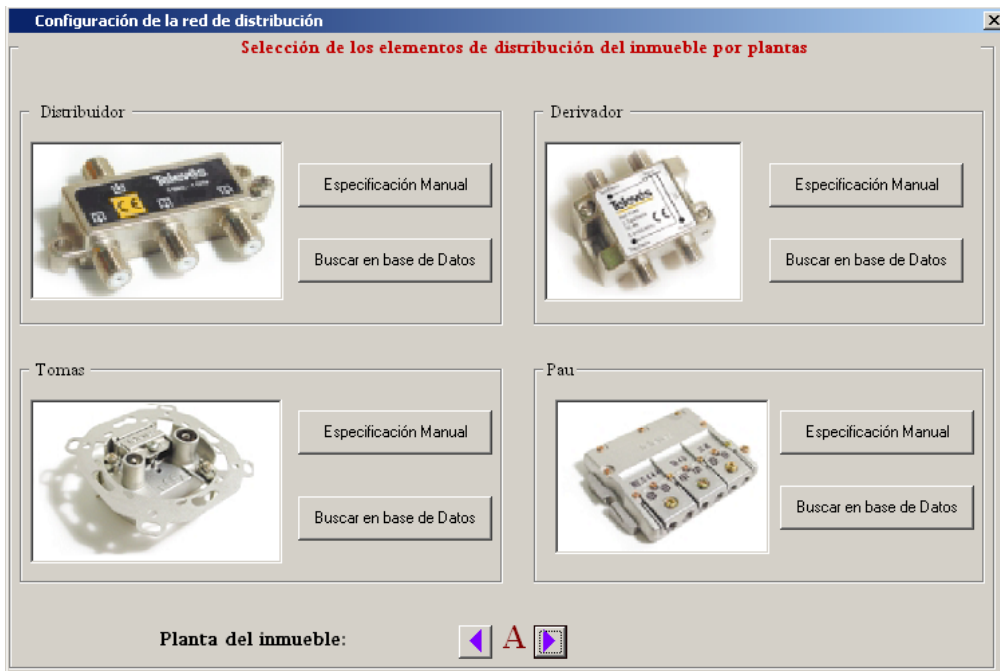 Configuración de la red de distribución
Selección de los elementos de distribución del inmueble por plantas
Distribuidor
Televés
Especificación Manual
Buscar en base de Datos
Derivador
Televés
Especificación Manual
Buscar en base de Datos
Tomas
Especificación Manual
Buscar en base de Datos
Pau
Especificación Manual
Buscar en base de Datos
Planta del inmueble:
A